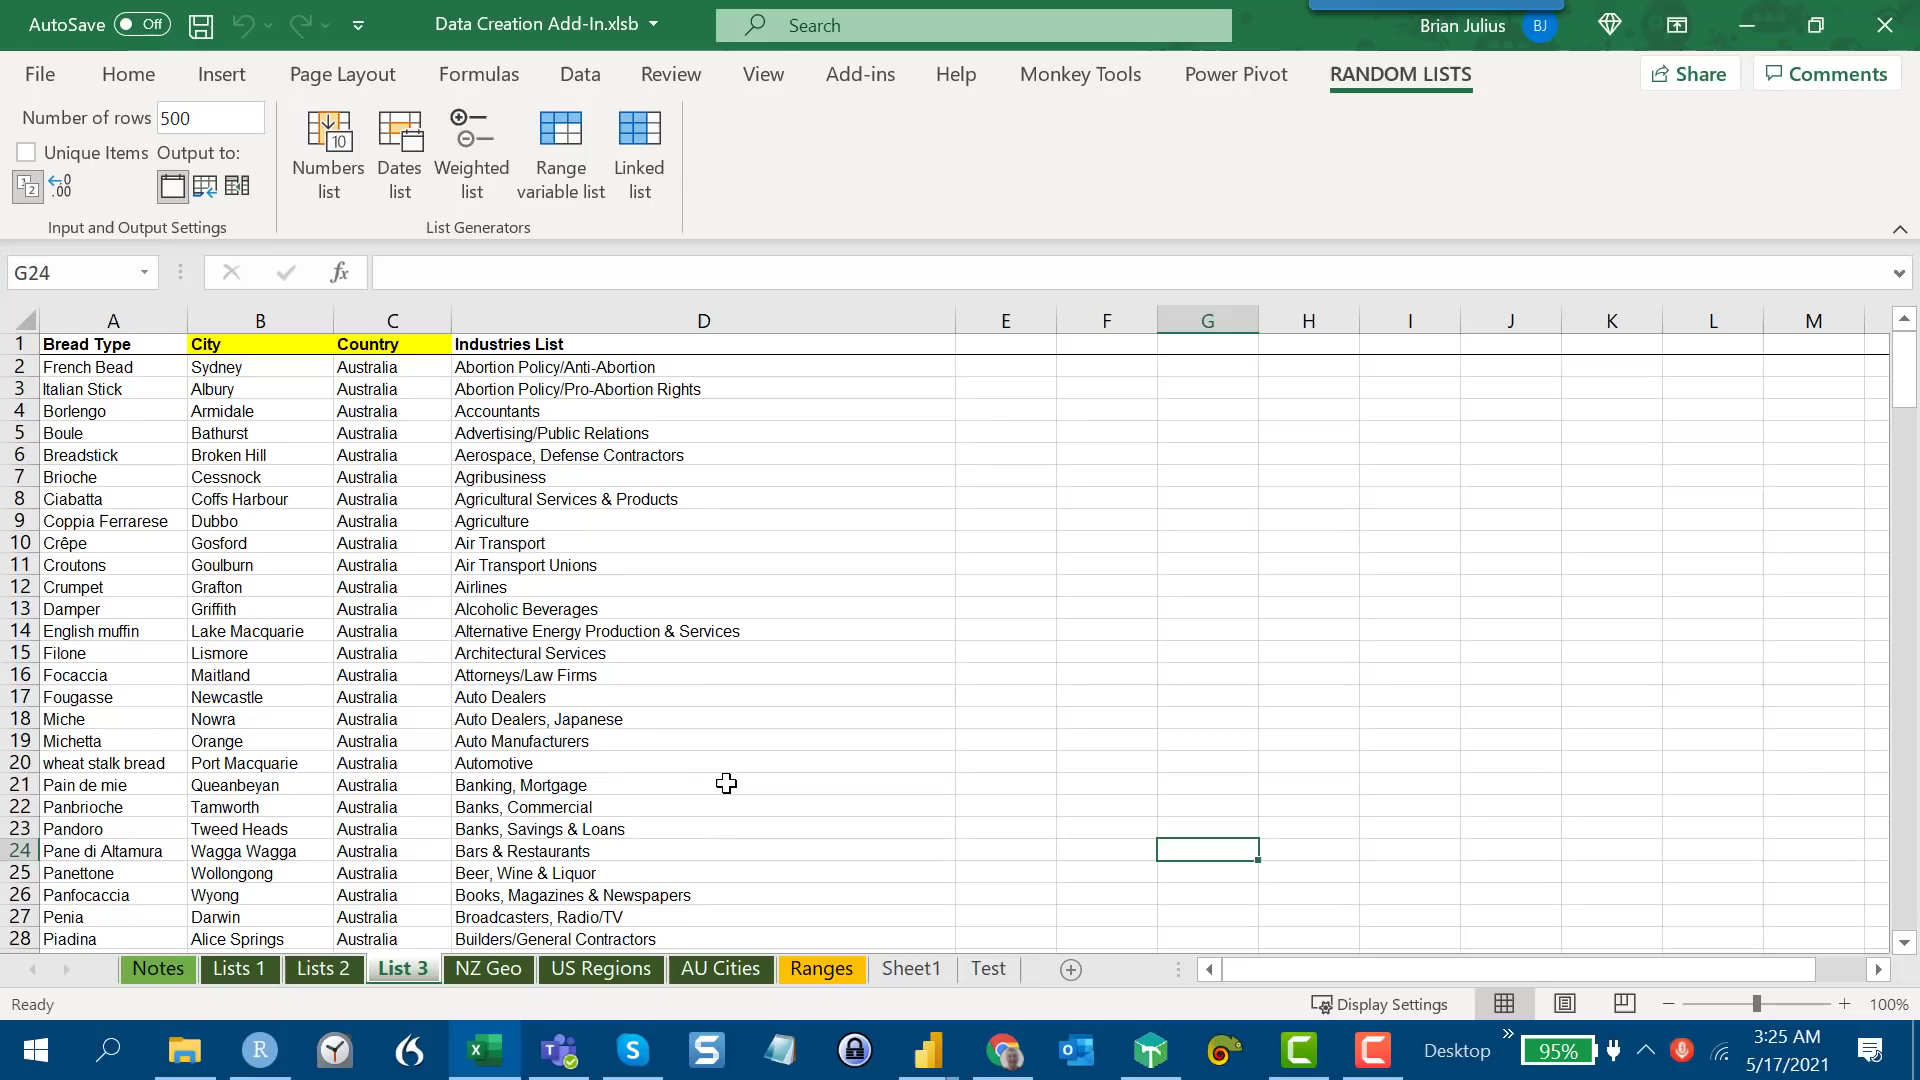 AutoSave Off Data Creation Add-In.xlsb Search Brian Julius BJ
File Home Insert Page Layout Formulas Data Review View Add-ins Help Monkey Tools Power Pivot RANDOM LISTS Share Comments
Number of rows 500
Unique Items Output to:
Numbers list
Dates list
Weighted list
Range variable list
Linked list
Input and Output Settings List Generators
G24 fx
A B C D E F G H I J K L M
1 Bread Type City Country Industries List
2 French Bead Sydney Australia Abortion Policy/Anti-Abortion
3 Italian Stick Albury Australia Abortion Policy/Pro-Abortion Rights
4 Borlengo Armidale Australia Accountants
5 Boule Bathurst Australia Advertising/Public Relations
6 Breadstick Broken Hill Australia Aerospace, Defense Contractors
7 Brioche Cessnock Australia Agribusiness
8 Ciabatta Coffs Harbour Australia Agricultural Services & Products
9 Coppia Ferrarese Dubbo Australia Agriculture
10 Crêpe Gosford Australia Air Transport
11 Croutons Goulburn Australia Air Transport Unions
12 Crumpet Grafton Australia Airlines
13 Damper Griffith Australia Alcoholic Beverages
14 English muffin Lake Macquarie Australia Alternative Energy Production & Services
15 Filone Lismore Australia Architectural Services
16 Focaccia Maitland Australia Attorneys/Law Firms
17 Fougasse Newcastle Australia Auto Dealers
18 Miche Nowra Australia Auto Dealers, Japanese
19 Michetta Orange Australia Auto Manufacturers
20 wheat stalk bread Port Macquarie Australia Automotive
21 Pain de mie Queanbeyan Australia Banking, Mortgage
22 Panbrioche Tamworth Australia Banks, Commercial
23 Pandoro Tweed Heads Australia Banks, Savings & Loans
24 Pane di Altamura Wagga Wagga Australia Bars & Restaurants
25 Panettone Wollongong Australia Beer, Wine & Liquor
26 Panfocaccia Wyong Australia Books, Magazines & Newspapers
27 Penia Darwin Australia Broadcasters, Radio/TV
28 Piadina Alice Springs Australia Builders/General Contractors
Notes Lists 1 Lists 2 List 3 NZ Geo US Regions AU Cities Ranges Sheet1 Test
Ready Display Settings 100%
Desktop 95% 3:25 AM
5/17/2021